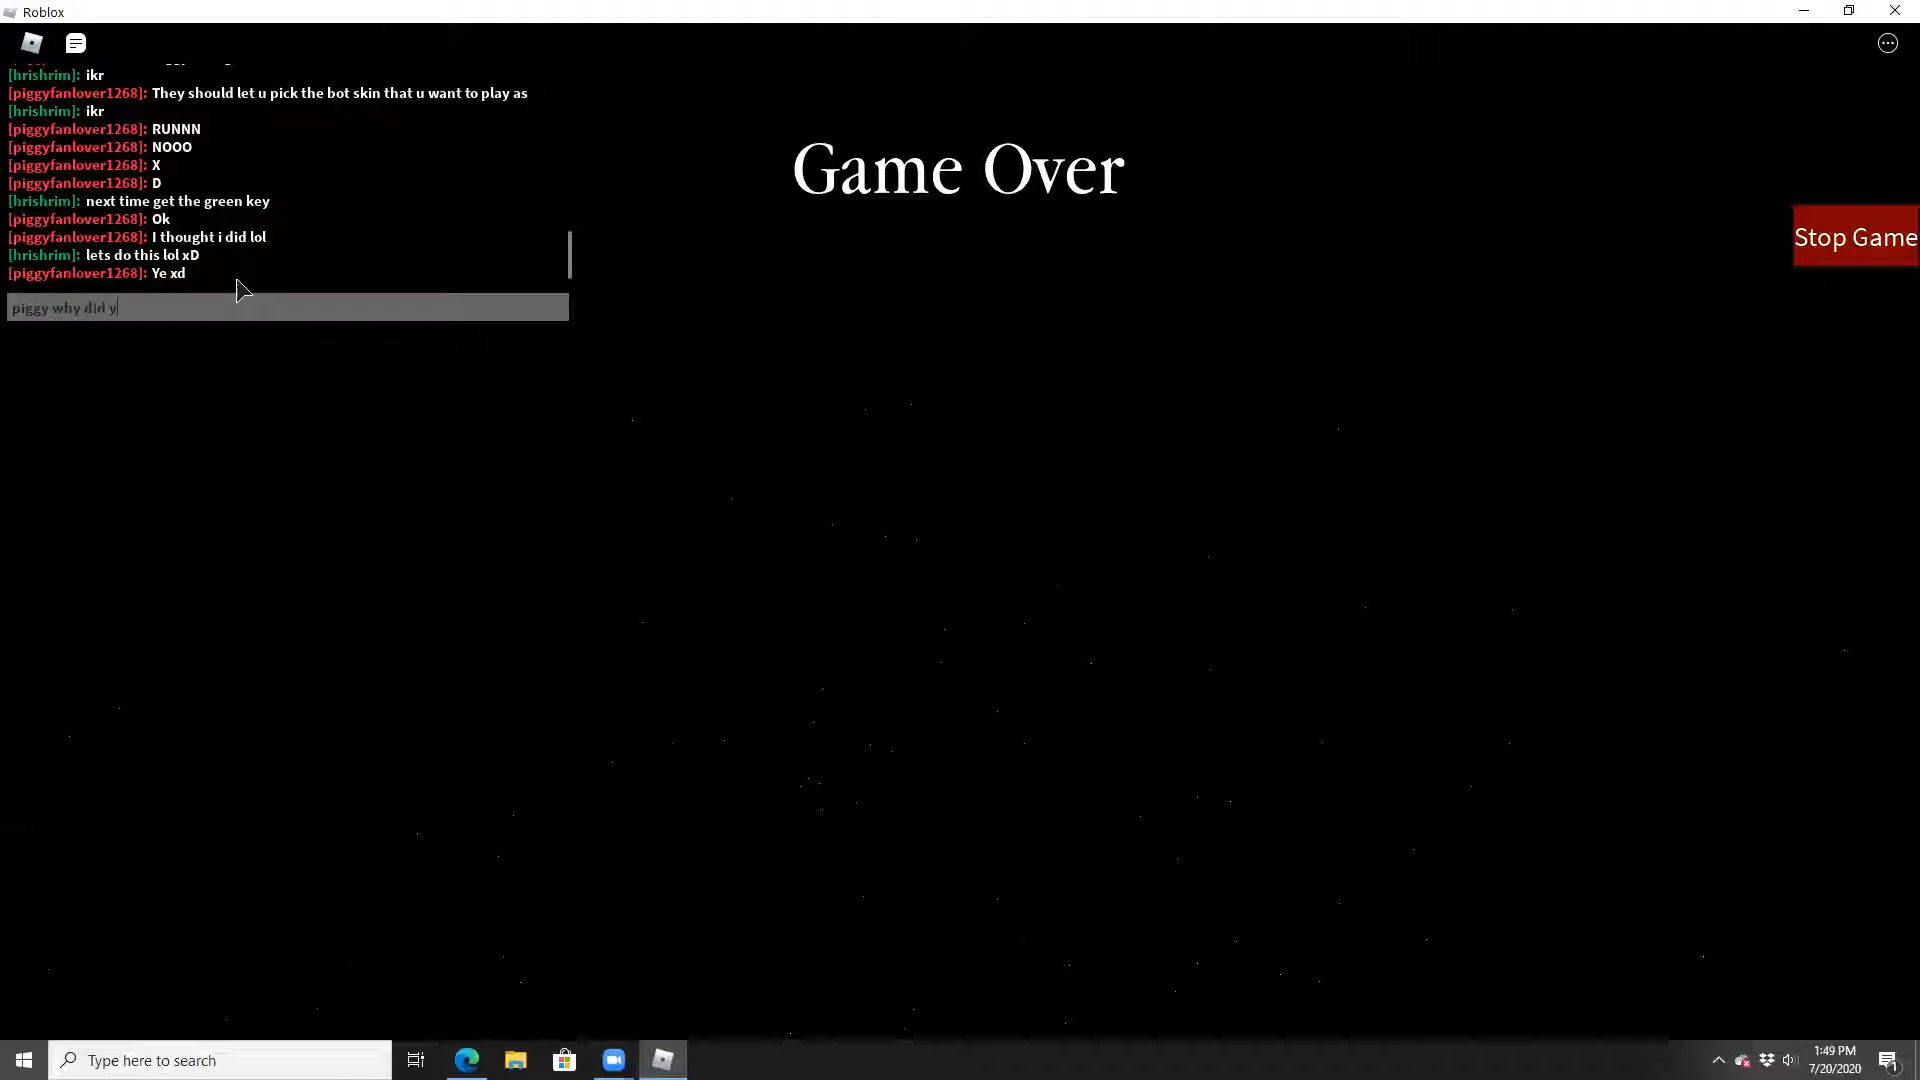 Roblox
[hrishrim]: ikr
[piggyfanlover1268]: They should let u pick the bot skin that u want to play as
[hrishrim]: ikr
[piggyfanlover1268]: RUNNN
[piggyfanlover1268]: NOOO
[piggyfanlover1268]: X
[piggyfanlover1268]: D
[hrishrim]: next time get the green key
[piggyfanlover1268]: Ok
[piggyfanlover1268]: I thought i did lol
[hrishrim]: lets do this lol xD
[piggyfanlover1268]: Ye xd
piggy why did y
Game Over
Stop Game
Type here to search
1:49 PM
7/20/2020
1